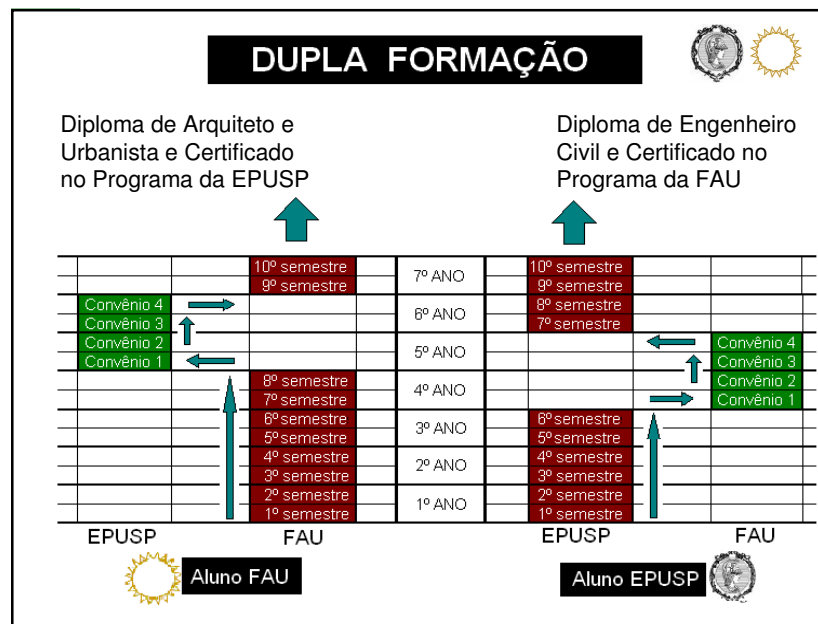 DUPLA FORMAÇÃO
Diploma de Arquiteto e
Urbanista e Certificado
no Programa da EPUSP
Diploma de Engenheiro
Civil e Certificado no
Programa da FAU
10º semestre
9º semestre
Convênio 4
Convênio 3
Convênio 2
Convênio 1
8º semestre
7º semestre
6º semestre
5º semestre
4º semestre
3º semestre
2º semestre
1º semestre
7º ANO
6º ANO
5º ANO
4º ANO
3º ANO
2º ANO
1º ANO
10º semestre
9º semestre
8º semestre
7º semestre
Convênio 4
Convênio 3
Convênio 2
Convênio 1
6º semestre
5º semestre
4º semestre
3º semestre
2º semestre
1º semestre
EPUSP
FAU
EPUSP
FAU
Aluno FAU
Aluno EPUSP